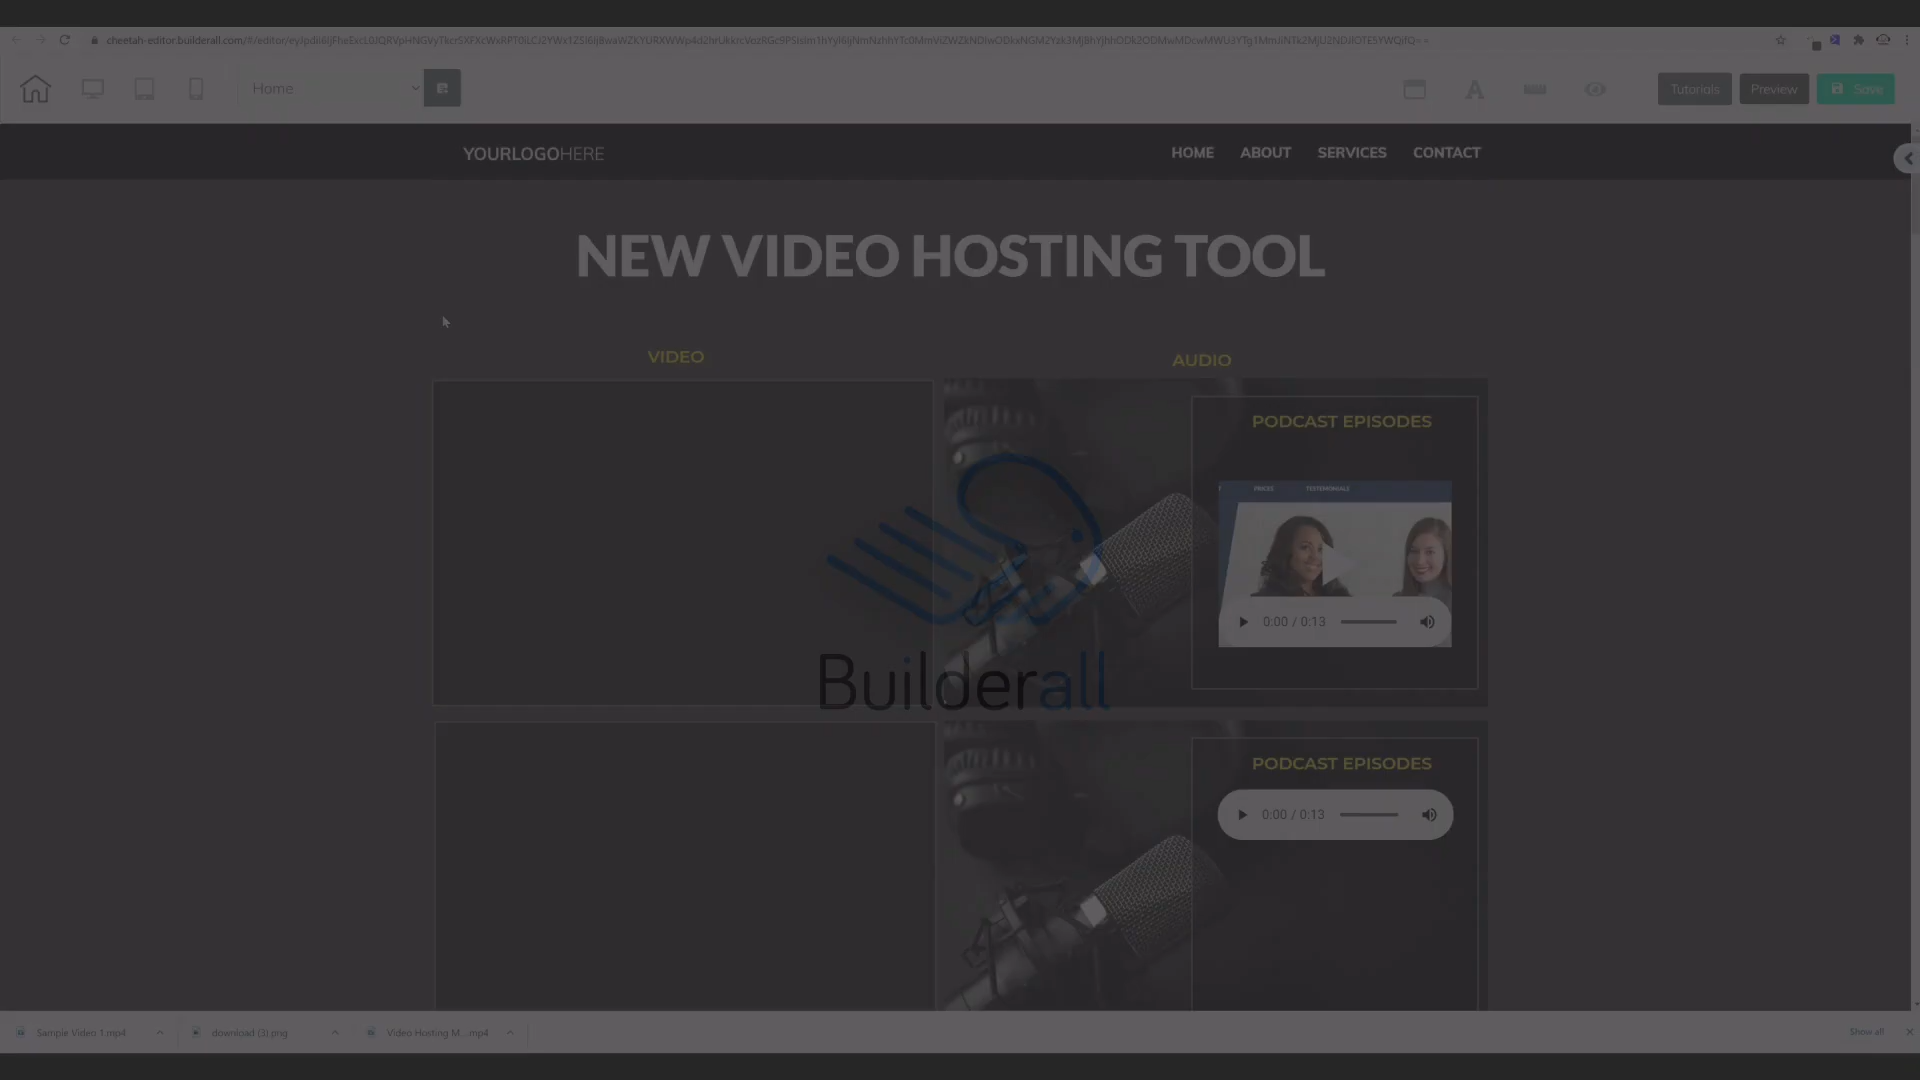 Home
Tutorials
Preview
Save
YOURLOGOHERE
HOME
ABOUT
SERVICES
CONTACT
NEW VIDEO HOSTING TOOL
VIDEO
AUDIO
PODCAST EPISODES
PRICES
TESTEMONIALS
0:00 / 0:13
Builderall
PODCAST EPISODES
0:00 / 0:13
Sample Video 1.mp4
download (3).png
Video Hosting M....mp4
Show all